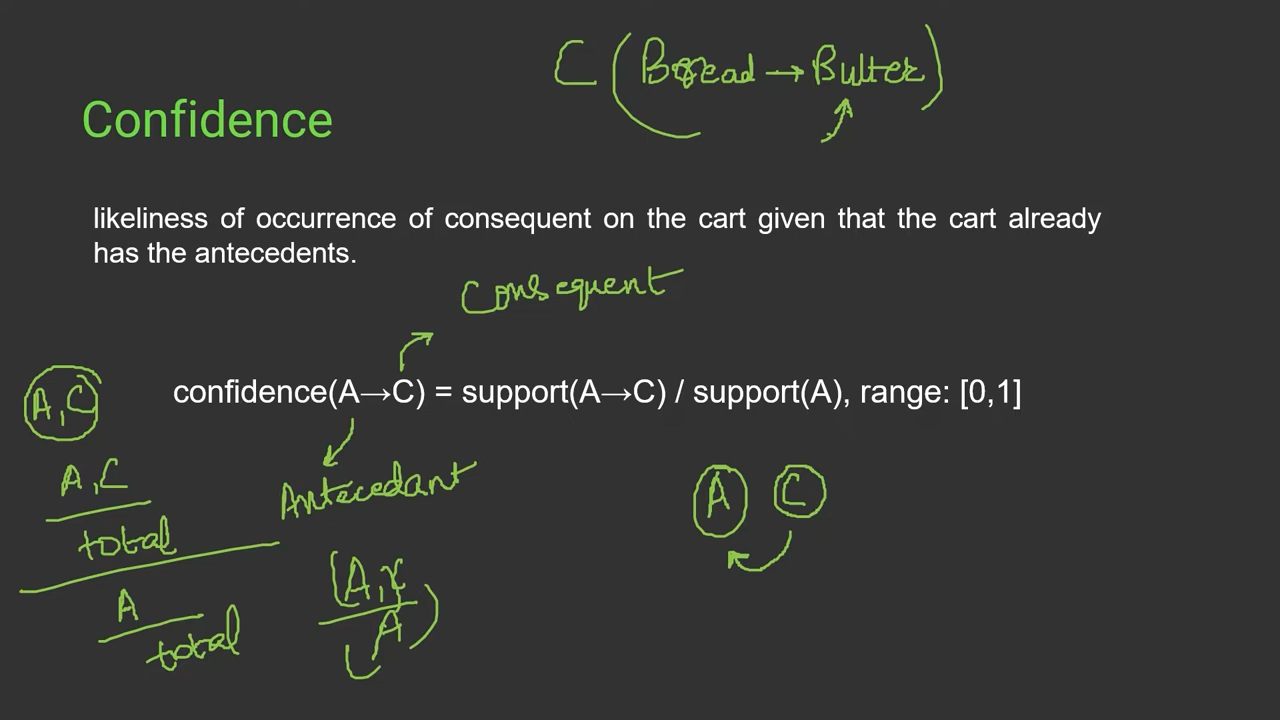 C (Bread → Butter)
Confidence
likeliness of occurrence of consequent on the cart given that the cart already
has the antecedents.
Consequent
A,C
confidence(A→C) = support(A→C) / support(A), range: [0,1]
A,C
total
A
total
Antecedant
A C
(A,
A)